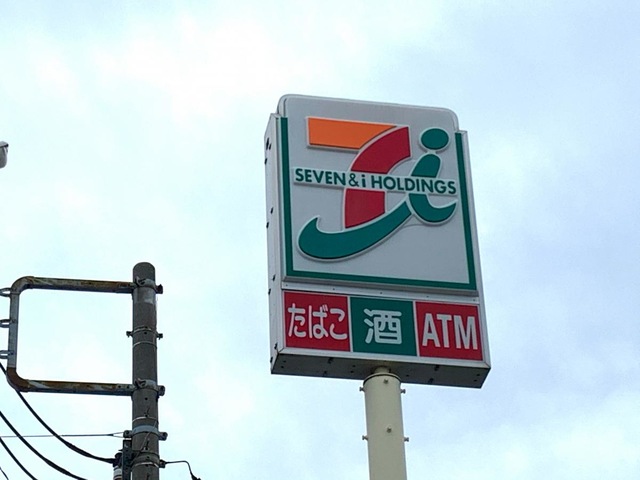 SEVEN&i HOLDINGS
たばこ 酒 ATM